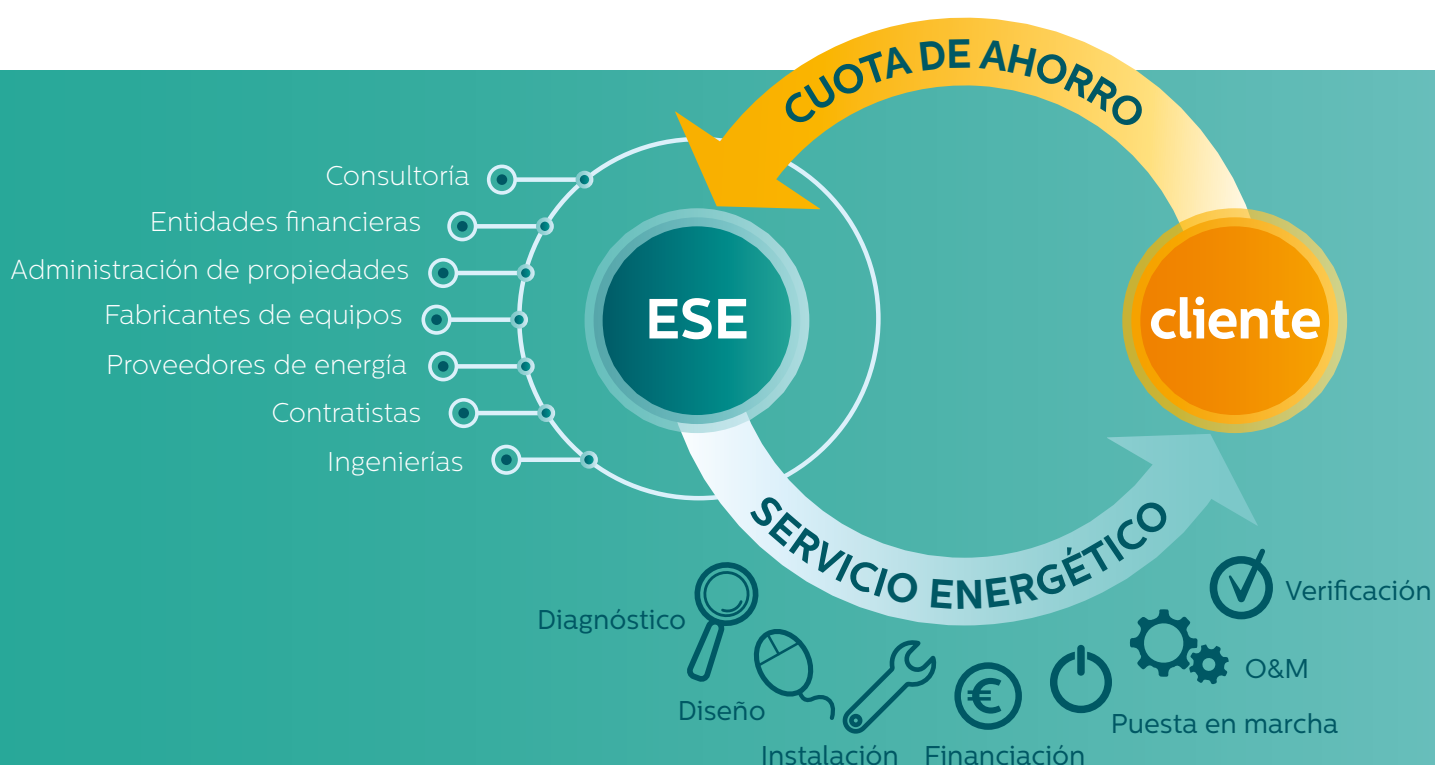 CUOTA DE AHORRO
Consultoría
Entidades financieras
Administración de propiedades
Fabricantes de equipos
Proveedores de energía
Contratistas
Ingenierías
ESE
cliente
SERVICIO ENERGÉTICO
Diagnóstico
Diseño
Instalación
€
Financiación
Puesta en marcha
O&M
Verificación